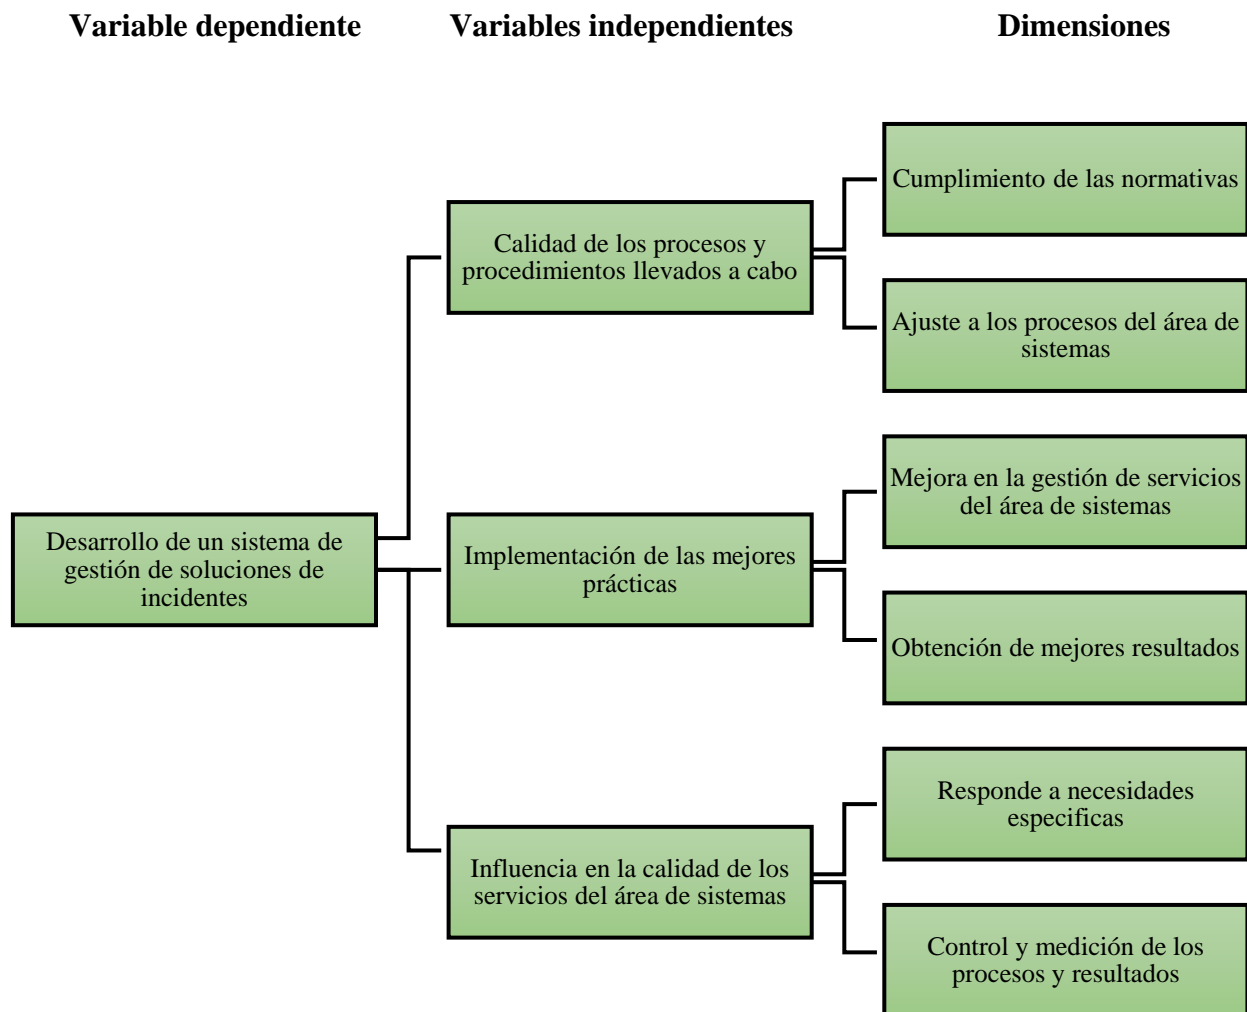 Variable dependiente
Variables independientes
Dimensiones
Desarrollo de un sistema de
gestión de soluciones de
incidentes
Calidad de los procesos y
procedimientos llevados a cabo
Cumplimiento de las normativas
Ajuste a los procesos del área de
sistemas
Implementación de las mejores
prácticas
Mejora en la gestión de servicios
del área de sistemas
Obtención de mejores resultados
Influencia en la calidad de los
servicios del área de sistemas
Responde a necesidades
especificas
Control y medición de los
procesos y resultados